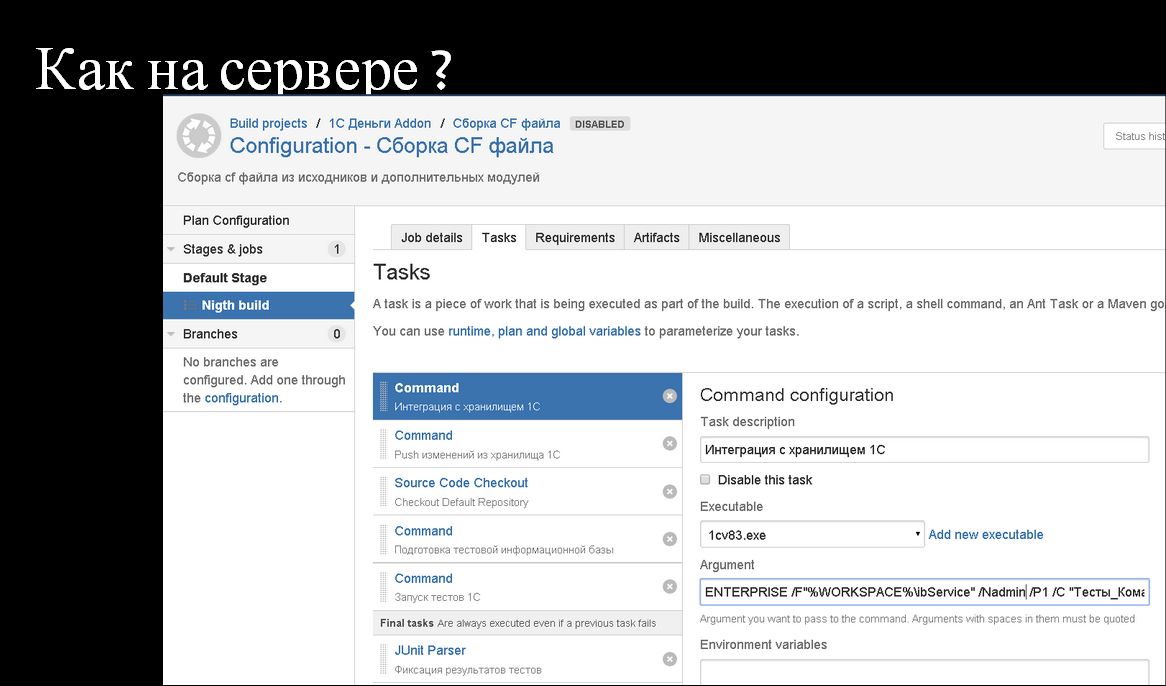 Как на сервере ?
Build projects / 1С Деньги Addon / Сборка CF файла DISABLED
Configuration - Сборка CF файла
Status hist
Сборка cf файла из исходников и дополнительных модулей
Plan Configuration
Stages & jobs 1
Default Stage
Nigth build
Branches 0
No branches are
configured. Add one through
the configuration.
Job details Tasks Requirements Artifacts Miscellaneous
Tasks
A task is a piece of work that is being executed as part of the build. The execution of a script, a shell command, an Ant Task or a Maven go
You can use runtime, plan and global variables to parameterize your tasks.
Command
Интеграция с хранилищем 1С
Command
Push изменений из хранилища 1С
Source Code Checkout
Checkout Default Repository
Command
Подготовка тестовой информационной базы
Command
Запуск тестов 1С
Final tasks Are always executed even if a previous task fails
JUnit Parser
Фиксация результатов тестов
Command configuration
Task description
Интеграция с хранилищем 1С
Disable this task
Executable
1cv83.exe Add new executable
Argument
ENTERPRISE /F"%WORKSPACE%\ibService" /Nadmin /P1 /C "Тесты_Кома
Argument you want to pass to the command. Arguments with spaces in them must be quoted
Environment variables